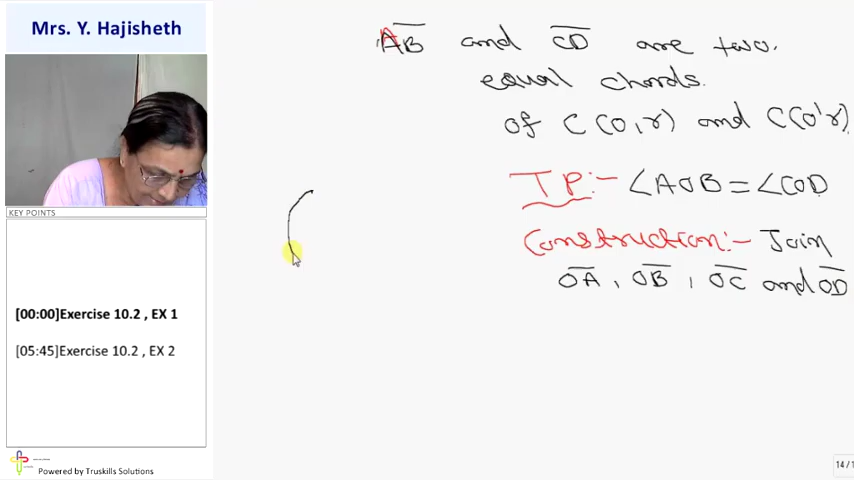 Mrs. Y. Hajisheth
KEY POINTS
[00:00]Exercise 10.2 , EX 1
[05:45]Exercise 10.2 , EX 2
Powered by Truskills Solutions
AB and CD are two
equal chords.
of C (O, r) and C(O' r)
TP:- ∠AOB = ∠COD
Construction:- Join
OA, OB, OC and OD
14 / 1